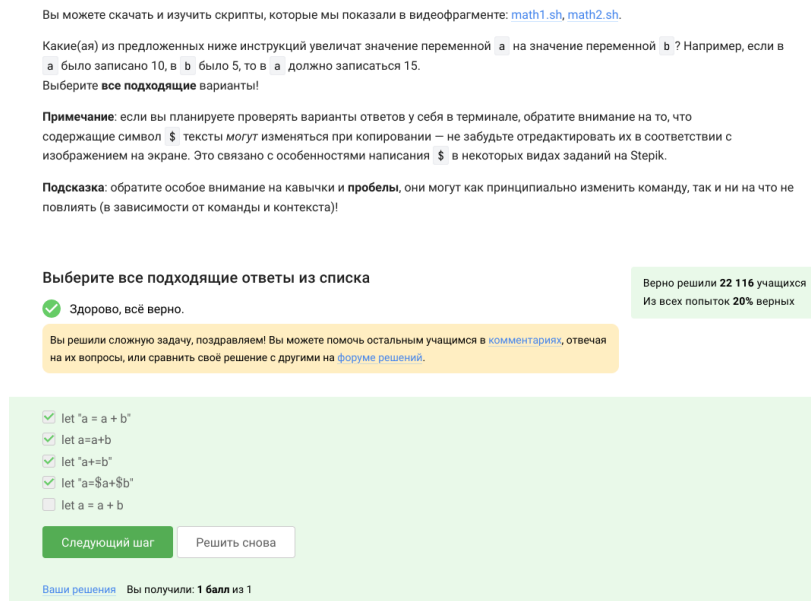 Вы можете скачать и изучить скрипты, которые мы показали в видеофрагменте: math1.sh, math2.sh.
Какие(ая) из предложенных ниже инструкций увеличат значение переменной a на значение переменной b ? Например, если в
a было записано 10, в b было 5, то в a должно записаться 15.
Выберите все подходящие варианты!
Примечание: если вы планируете проверять варианты ответов у себя в терминале, обратите внимание на то, что
содержащие символ $ тексты могут изменяться при копировании — не забудьте отредактировать их в соответствии с
изображением на экране. Это связано с особенностями написания $ в некоторых видах заданий на Stepik.
Подсказка: обратите особое внимание на кавычки и пробелы, они могут как принципиально изменить команду, так и ни на что не
повлиять (в зависимости от команды и контекста)!
Выберите все подходящие ответы из списка
Верно решили 22 116 учащихся
Из всех попыток 20% верных
Здорово, всё верно.
Вы решили сложную задачу, поздравляем! Вы можете помочь остальным учащимся в комментариях, отвечая
на их вопросы, или сравнить своё решение с другими на форуме решений.
let "a = a + b"
let a=a+b
let "a+=b"
let "a=$a+$b"
let a = a + b
Следующий шаг Решить снова
Ваши решения Вы получили: 1 балл из 1